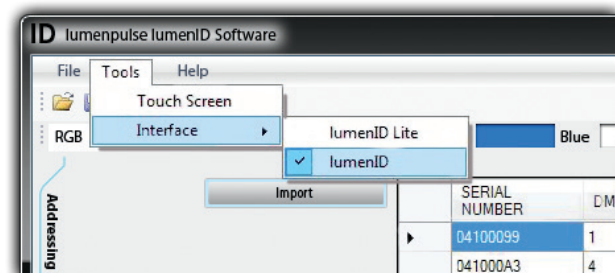 ID lumenpulse lumenID Software
File Tools Help
Touch Screen
RGB Interface lumenID Lite Blue
lumenID
Import
Addressing
SERIAL
NUMBER DM
04100099 1
041000A3 4